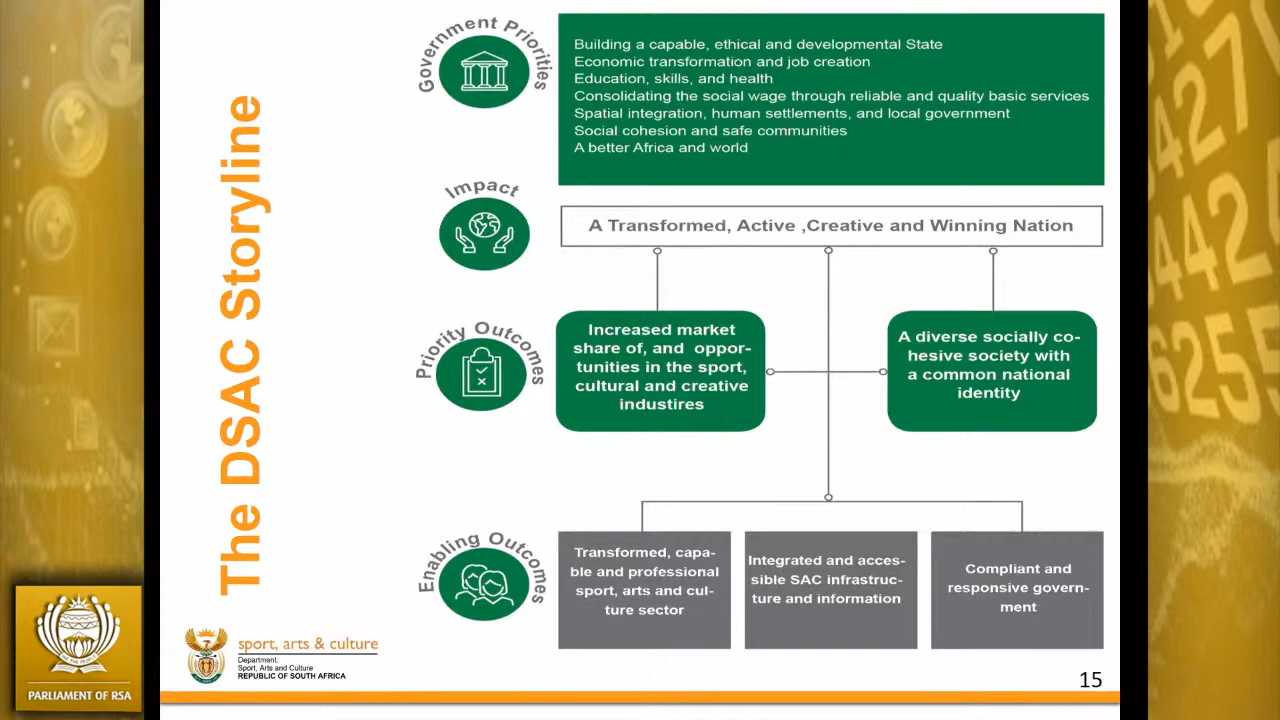 The DSAC Storyline
Government Priorities
Building a capable, ethical and developmental State
Economic transformation and job creation
Education, skills, and health
Consolidating the social wage through reliable and quality basic services
Spatial integration, human settlements, and local government
Social cohesion and safe communities
A better Africa and world
Impact
A Transformed, Active ,Creative and Winning Nation
Priority Outcomes
Increased market
share of, and oppor-
tunities in the sport,
cultural and creative
industires
A diverse socially co-
hesive society with
a common national
identity
Enabling Outcomes
Transformed, capa-
ble and professional
sport, arts and cul-
ture sector
Integrated and acces-
sible SAC infrastruc-
ture and information
Compliant and
responsive govern-
ment
sport, arts & culture
Department:
Sport, Arts and Culture
REPUBLIC OF SOUTH AFRICA
15
PARLIAMENT OF RSA
4427
4420
442
6255